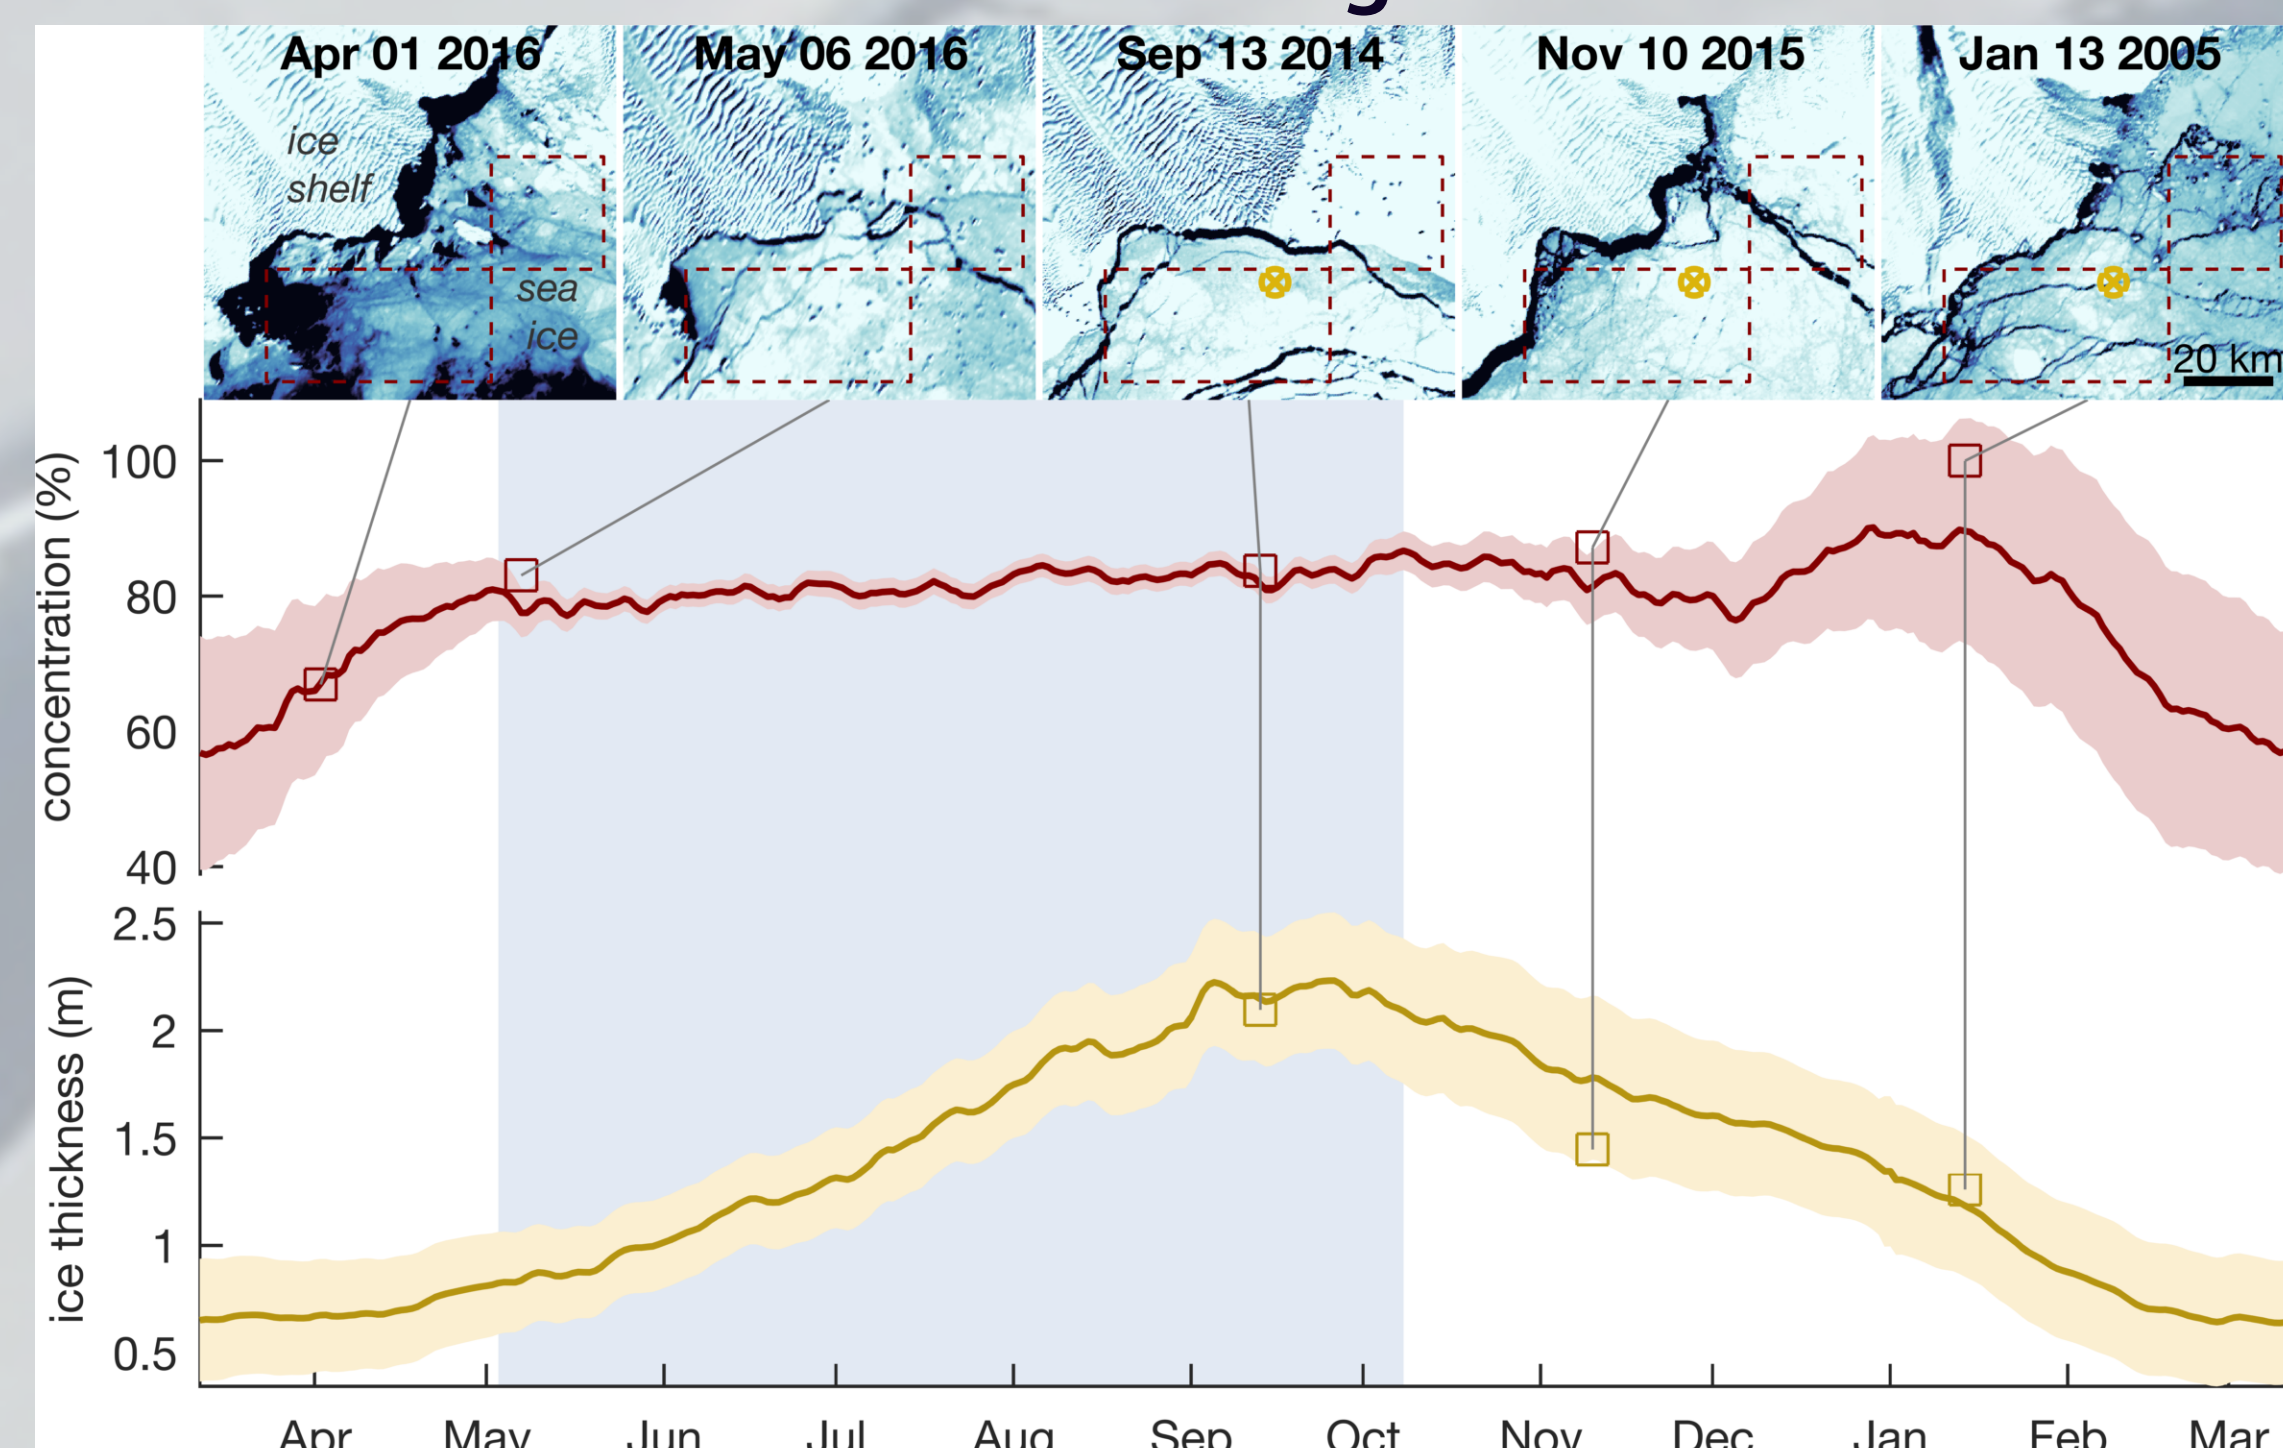 Apr 01 2016
May 06 2016
Sep 13 2014
Nov 10 2015
Jan 13 2005
ice
shelf
sea
ice
20 km
concentration (%)
100
80
60
40
ice thickness (m)
2.5
2
1.5
1
0.5
Apr
May
Jun
Jul
Aug
Sep
Oct
Nov
Dec
Jan
Feb
Mar